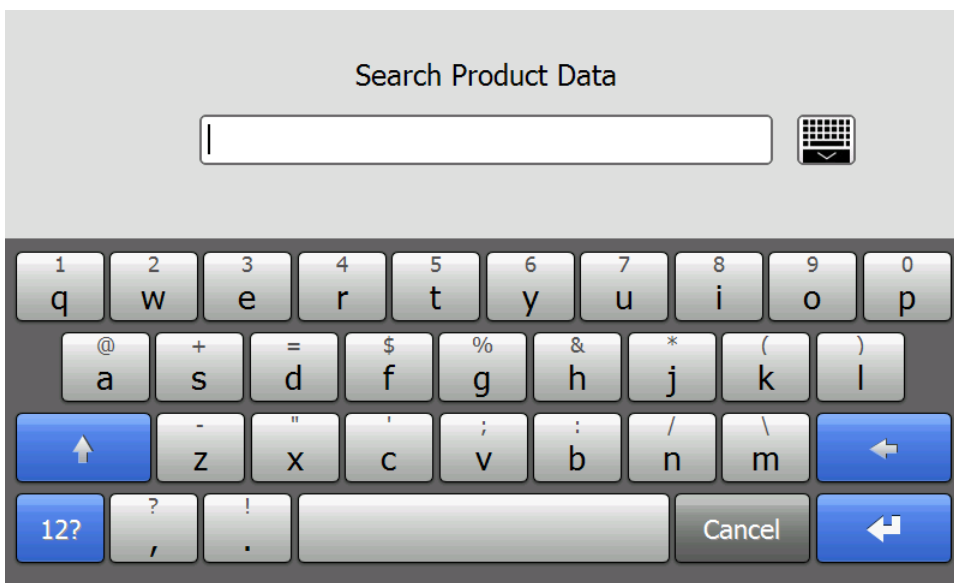 Search Product Data
1 2 3 4 5 6 7 8 9 0
q w e r t y u i o p
@ + = $ % & * ( )
a s d f g h j k l
- " ' ; : / \
z x c v b n m
? !
12? , . Cancel